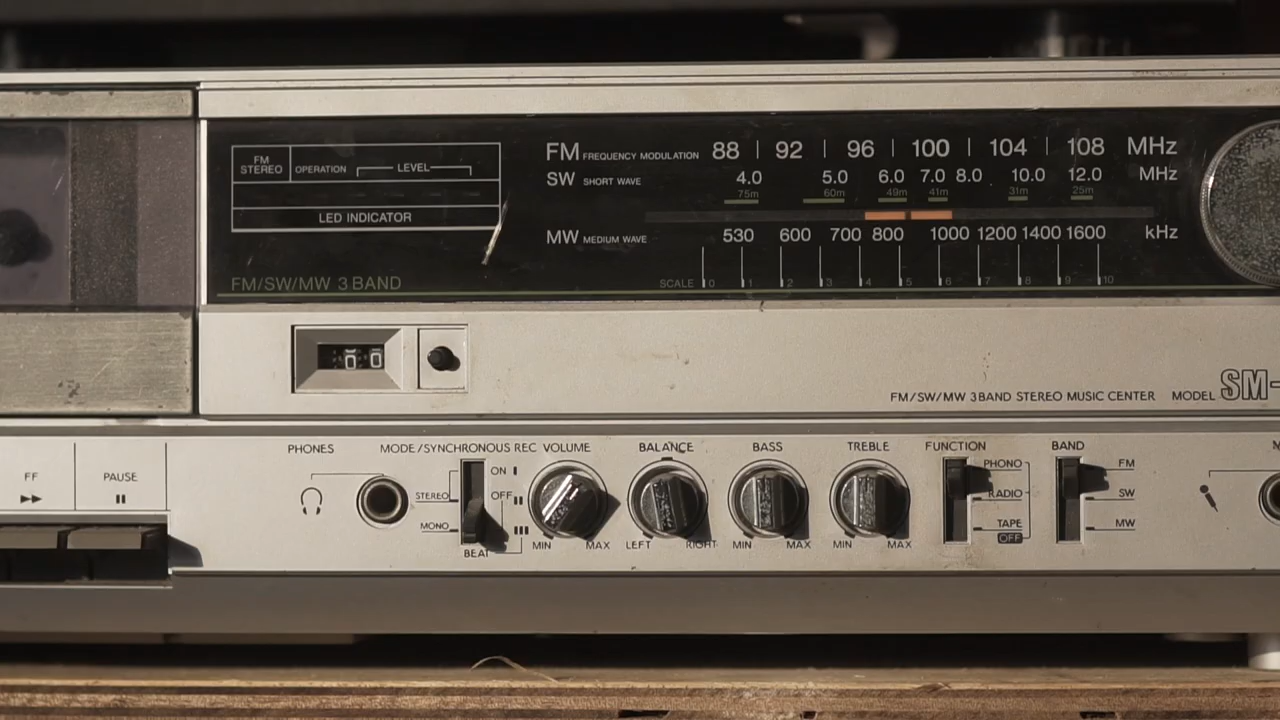 FM STEREO OPERATION LEVEL
LED INDICATOR
FM/SW/MW 3 BAND
FM FREQUENCY MODULATION 88 92 96 100 104 108 MHz
SW SHORT WAVE 4.0 5.0 6.0 7.0 8.0 10.0 12.0 MHz
75m 60m 49m 41m 31m 25m
MW MEDIUM WAVE 530 600 700 800 1000 1200 1400 1600 kHz
SCALE 0 1 2 3 4 5 6 7 8 9 10
0 0
FM/SW/MW 3BAND STEREO MUSIC CENTER MODEL SM-
FF PAUSE
PHONES MODE/SYNCHRONOUS REC VOLUME BALANCE BASS TREBLE FUNCTION BAND
ON I
STEREO OFF II
MONO III
BEAT
MIN MAX LEFT RIGHT MIN MAX MIN MAX
PHONO
RADIO
TAPE
OFF
FM
SW
MW